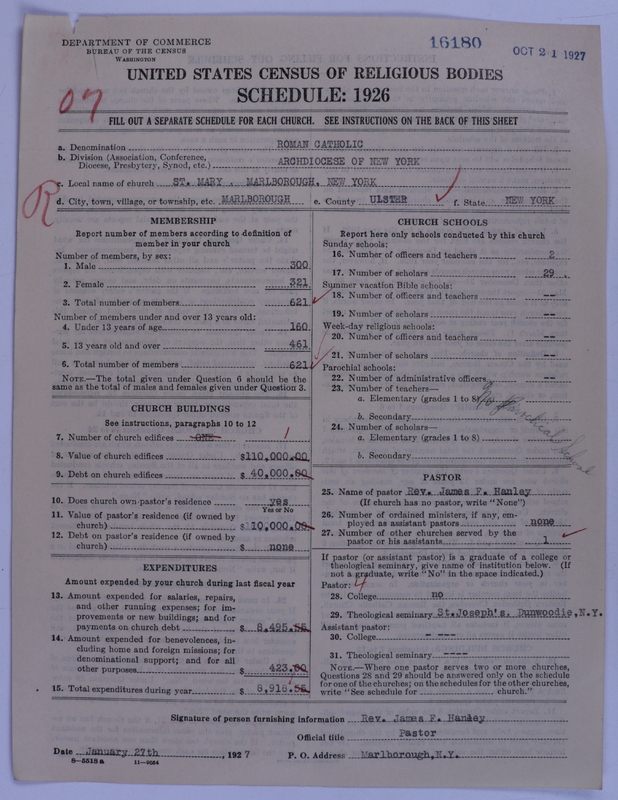 DEPARTMENT OF COMMERCE
BUREAU OF THE CENSUS
WASHINGTON
16180
OCT 21 1927
UNITED STATES CENSUS OF RELIGIOUS BODIES
SCHEDULE: 1926
07
FILL OUT A SEPARATE SCHEDULE FOR EACH CHURCH. SEE INSTRUCTIONS ON THE BACK OF THIS SHEET
a. Denomination ROMAN CATHOLIC
b. Division (Association, Conference, Diocese, Presbytery, Synod, etc.) ARCHDIOCESE OF NEW YORK
R
c. Local name of church ST. MARY, MARLBOROUGH, NEW YORK
d. City, town, village, or township, etc. MARLBOROUGH e. County ULSTER f. State NEW YORK
MEMBERSHIP
Report number of members according to definition of
member in your church
Number of members, by sex:
1. Male 300
2. Female 321
3. Total number of members 621
Number of members under and over 13 years old:
4. Under 13 years of age 160
5. 13 years old and over 461
6. Total number of members 621
NOTE.—The total given under Question 6 should be
same as the total of males and females given under Question 3.
CHURCH BUILDINGS
See instructions, paragraphs 10 to 12
7. Number of church edifices ONE 1
8. Value of church edifices $110,000.00
9. Debt on church edifices $ 40,000.00
10. Does church own pastor's residence yes
Yes or No
11. Value of pastor's residence (if owned by
church) $10,000.00
12. Debt on pastor's residence (if owned by
church) $ none
EXPENDITURES
Amount expended by your church during last fiscal year
13. Amount expended for salaries, repairs,
and other running expenses; for im-
provements or new buildings; and for
payments on church debt $ 8,495.55
14. Amount expended for benevolences, in-
cluding home and foreign missions; for
denominational support; and for all
other purposes $ 423.00
15. Total expenditures during year $ 8,918.55
CHURCH SCHOOLS
Report here only schools conducted by this church
Sunday schools:
16. Number of officers and teachers 2
17. Number of scholars 29
Summer vacation Bible schools:
18. Number of officers and teachers --
19. Number of scholars --
Week-day religious schools:
20. Number of officers and teachers --
21. Number of scholars --
Parochial schools:
22. Number of administrative officers
23. Number of teachers—
a. Elementary (grades 1 to 8)
No Parochial School
b. Secondary
24. Number of scholars—
a. Elementary (grades 1 to 8)
b. Secondary
PASTOR
25. Name of pastor Rev. James F. Hanley
(If church has no pastor, write "None")
26. Number of ordained ministers, if any, em-
ployed as assistant pastors none
27. Number of other churches served by the
pastor or his assistants 1
If pastor (or assistant pastor) is a graduate of a college or
theological seminary, give name of institution below. (If
not a graduate, write "No" in the space indicated.)
Pastor: 4
28. College no
29. Theological seminary St.Joseph's. Dunwoodie,N.Y.
Assistant pastor:
30. College - ---
31. Theological seminary ----
NOTE.—Where one pastor serves two or more churches,
Questions 28 and 29 should be answered only on the schedule
for one of the churches; on the schedules for the other churches,
write "See schedule for church."
Signature of person furnishing information Rev. James F. Hanley
Official title Pastor
Date January 27th, 1927 P. O. Address Marlborough,N.Y.
8-5518a 11-9054